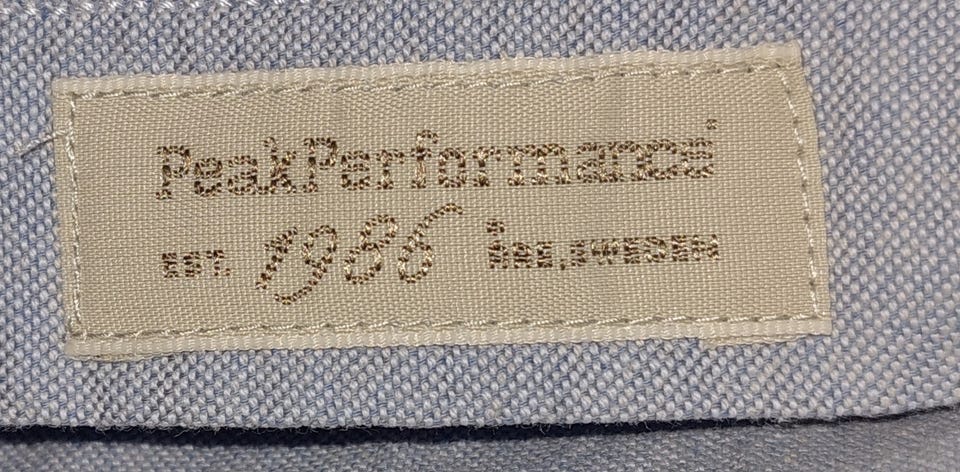 PeakPerformance
EST. 1986 ÅRE, SWEDEN